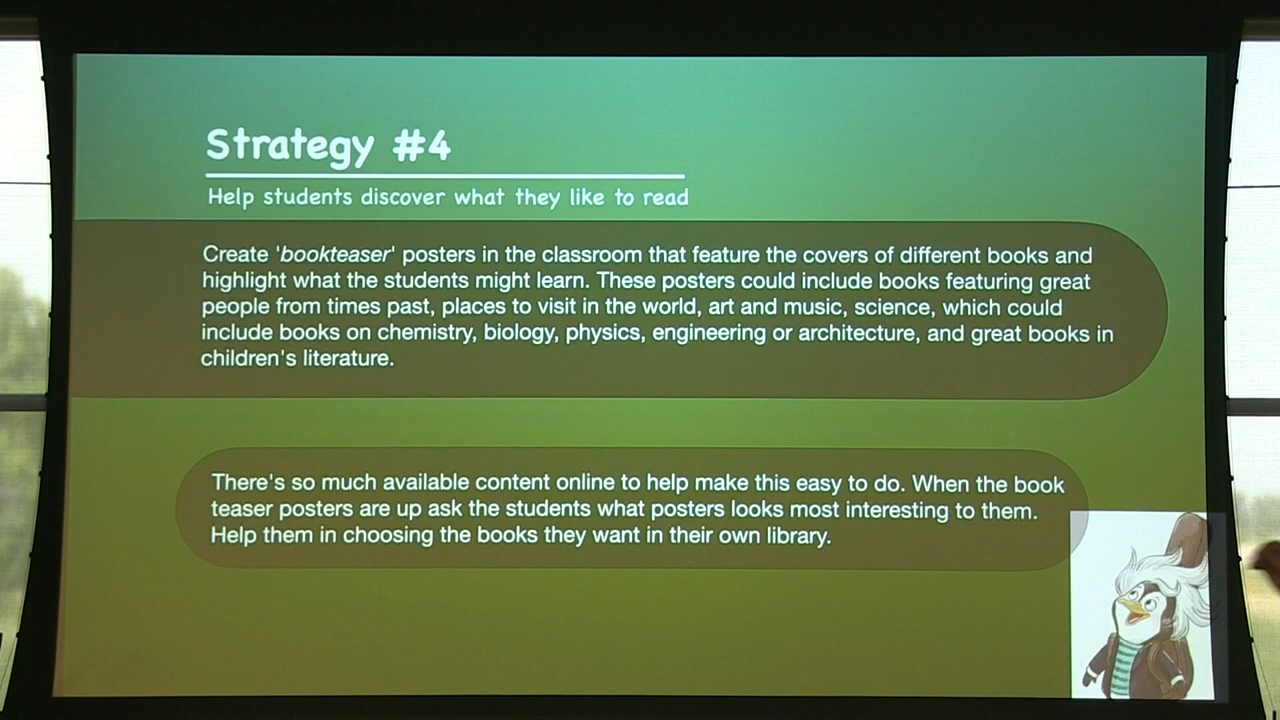 Strategy #4
Help students discover what they like to read
Create 'bookteaser' posters in the classroom that feature the covers of different books and
highlight what the students might learn. These posters could include books featuring great
people from times past, places to visit in the world, art and music, science, which could
include books on chemistry, biology, physics, engineering or architecture, and great books in
children's literature.
There's so much available content online to help make this easy to do. When the book
teaser posters are up ask the students what posters looks most interesting to them.
Help them in choosing the books they want in their own library.